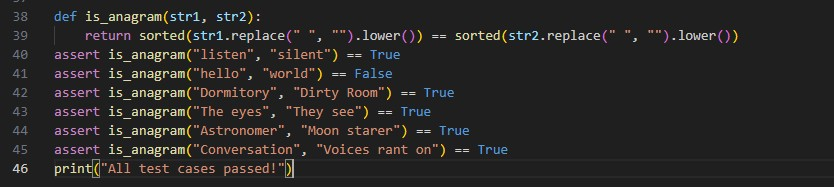 38 def is_anagram(str1, str2):
39     return sorted(str1.replace(" ", "").lower()) == sorted(str2.replace(" ", "").lower())
40 assert is_anagram("listen", "silent") == True
41 assert is_anagram("hello", "world") == False
42 assert is_anagram("Dormitory", "Dirty Room") == True
43 assert is_anagram("The eyes", "They see") == True
44 assert is_anagram("Astronomer", "Moon starer") == True
45 assert is_anagram("Conversation", "Voices rant on") == True
46 print("All test cases passed!")